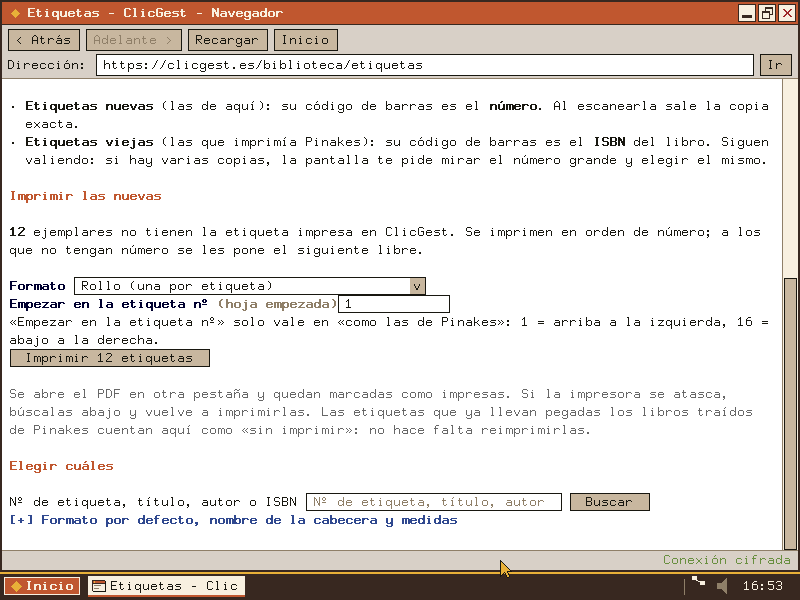 Etiquetas - ClicGest - Navegador
< Atrás Adelante > Recargar Inicio
Dirección: https://clicgest.es/biblioteca/etiquetas Ir
· Etiquetas nuevas (las de aquí): su código de barras es el número. Al escanearla sale la copia
exacta.
· Etiquetas viejas (las que imprimía Pinakes): su código de barras es el ISBN del libro. Siguen
valiendo: si hay varias copias, la pantalla te pide mirar el número grande y elegir el mismo.
Imprimir las nuevas
12 ejemplares no tienen la etiqueta impresa en ClicGest. Se imprimen en orden de número; a los
que no tengan número se les pone el siguiente libre.
Formato Rollo (una por etiqueta) v
Empezar en la etiqueta nº (hoja empezada) 1
«Empezar en la etiqueta nº» solo vale en «como las de Pinakes»: 1 = arriba a la izquierda, 16 =
abajo a la derecha.
Imprimir 12 etiquetas
Se abre el PDF en otra pestaña y quedan marcadas como impresas. Si la impresora se atasca,
búscalas abajo y vuelve a imprimirlas. Las etiquetas que ya llevan pegadas los libros traídos
de Pinakes cuentan aquí como «sin imprimir»: no hace falta reimprimirlas.
Elegir cuáles
Nº de etiqueta, título, autor o ISBN Nº de etiqueta, título, autor Buscar
[+] Formato por defecto, nombre de la cabecera y medidas
Conexión cifrada
Inicio Etiquetas - Clic 16:53